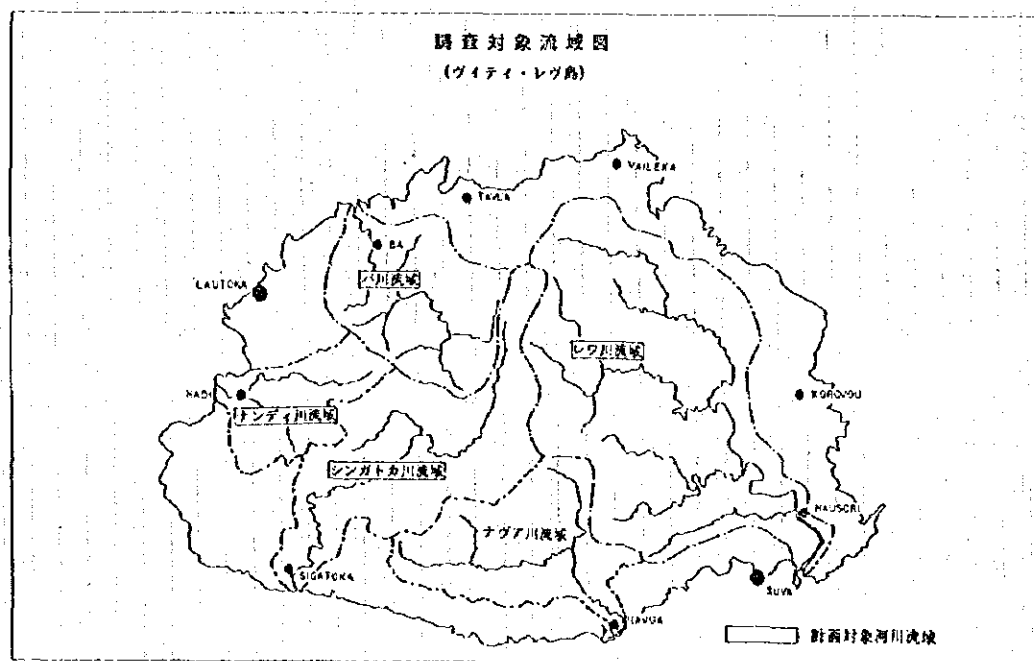 調査対象流域図
(ヴィティ・レヴ島)
VAILEKA
TAVUA
BA
バ川流域
LAUTOKA
レワ川流域
NADI
KOROVOU
ナンディ川流域
シンガトカ川流域
NAUSORI
ナヴア川流域
SIGATOKA
SUVA
NAVUA
計画対象河川流域